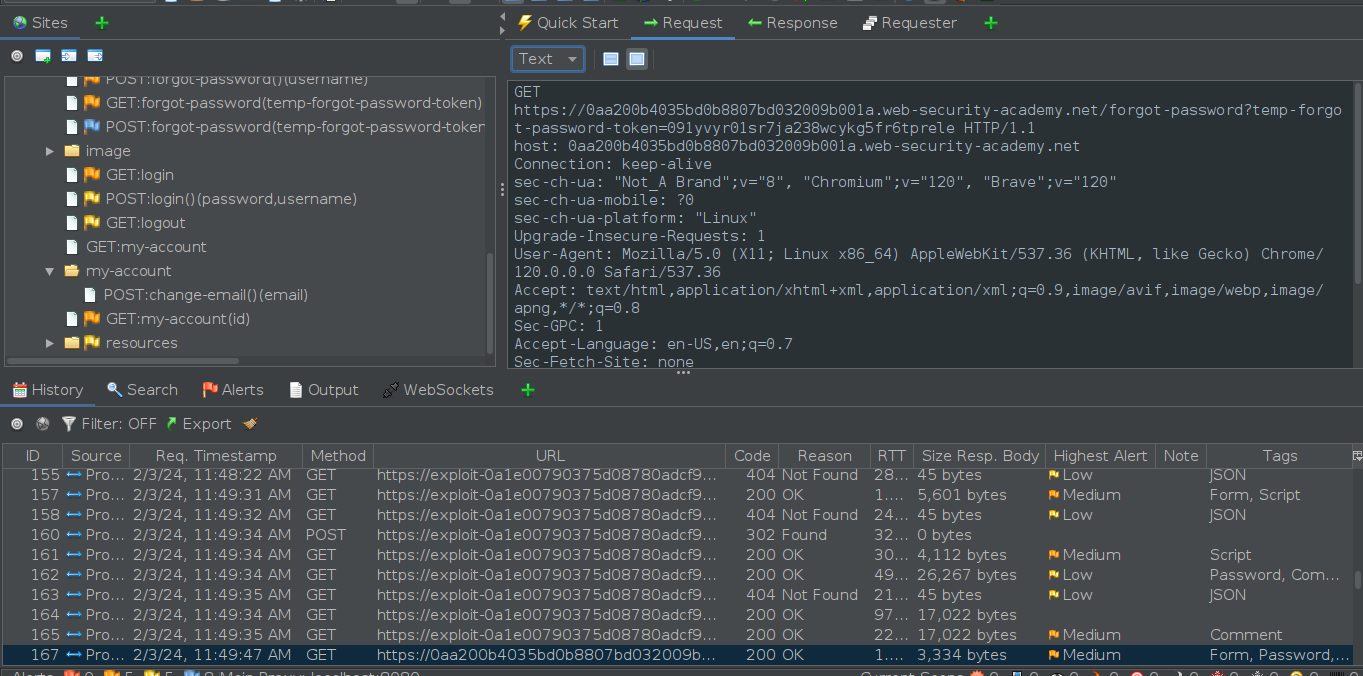 Sites
Quick Start
Request
Response
Requester
Text
POST:forgot-password()(username)
GET:forgot-password(temp-forgot-password-token)
POST:forgot-password(temp-forgot-password-token
image
GET:login
POST:login()(password,username)
GET:logout
GET:my-account
my-account
POST:change-email()(email)
GET:my-account(id)
resources
GET
https://0aa200b4035bd0b8807bd032009b001a.web-security-academy.net/forgot-password?temp-forgo
t-password-token=091yvyr01sr7ja238wcykg5fr6tprele HTTP/1.1
host: 0aa200b4035bd0b8807bd032009b001a.web-security-academy.net
Connection: keep-alive
sec-ch-ua: "Not_A Brand";v="8", "Chromium";v="120", "Brave";v="120"
sec-ch-ua-mobile: ?0
sec-ch-ua-platform: "Linux"
Upgrade-Insecure-Requests: 1
User-Agent: Mozilla/5.0 (X11; Linux x86_64) AppleWebKit/537.36 (KHTML, like Gecko) Chrome/
120.0.0.0 Safari/537.36
Accept: text/html,application/xhtml+xml,application/xml;q=0.9,image/avif,image/webp,image/
apng,*/*;q=0.8
Sec-GPC: 1
Accept-Language: en-US,en;q=0.7
Sec-Fetch-Site: none
History Search Alerts Output WebSockets
Filter: OFF Export
ID Source Req. Timestamp Method URL Code Reason RTT Size Resp. Body Highest Alert Note Tags
155 Pro... 2/3/24, 11:48:22 AM GET https://exploit-0a1e00790375d08780adcf9... 404 Not Found 28... 45 bytes Low JSON
157 Pro... 2/3/24, 11:49:31 AM GET https://exploit-0a1e00790375d08780adcf9... 200 OK 1.... 5,601 bytes Medium Form, Script
158 Pro... 2/3/24, 11:49:32 AM GET https://exploit-0a1e00790375d08780adcf9... 404 Not Found 24... 45 bytes Low JSON
160 Pro... 2/3/24, 11:49:34 AM POST https://exploit-0a1e00790375d08780adcf9... 302 Found 32... 0 bytes
161 Pro... 2/3/24, 11:49:34 AM GET https://exploit-0a1e00790375d08780adcf9... 200 OK 30... 4,112 bytes Medium Script
162 Pro... 2/3/24, 11:49:34 AM GET https://exploit-0a1e00790375d08780adcf9... 200 OK 49... 26,267 bytes Low Password, Com...
163 Pro... 2/3/24, 11:49:35 AM GET https://exploit-0a1e00790375d08780adcf9... 404 Not Found 21... 45 bytes Low JSON
164 Pro... 2/3/24, 11:49:34 AM GET https://exploit-0a1e00790375d08780adcf9... 200 OK 97... 17,022 bytes
165 Pro... 2/3/24, 11:49:35 AM GET https://exploit-0a1e00790375d08780adcf9... 200 OK 22... 17,022 bytes Medium Comment
167 Pro... 2/3/24, 11:49:47 AM GET https://0aa200b4035bd0b8807bd032009b... 200 OK 1.... 3,334 bytes Medium Form, Password,...